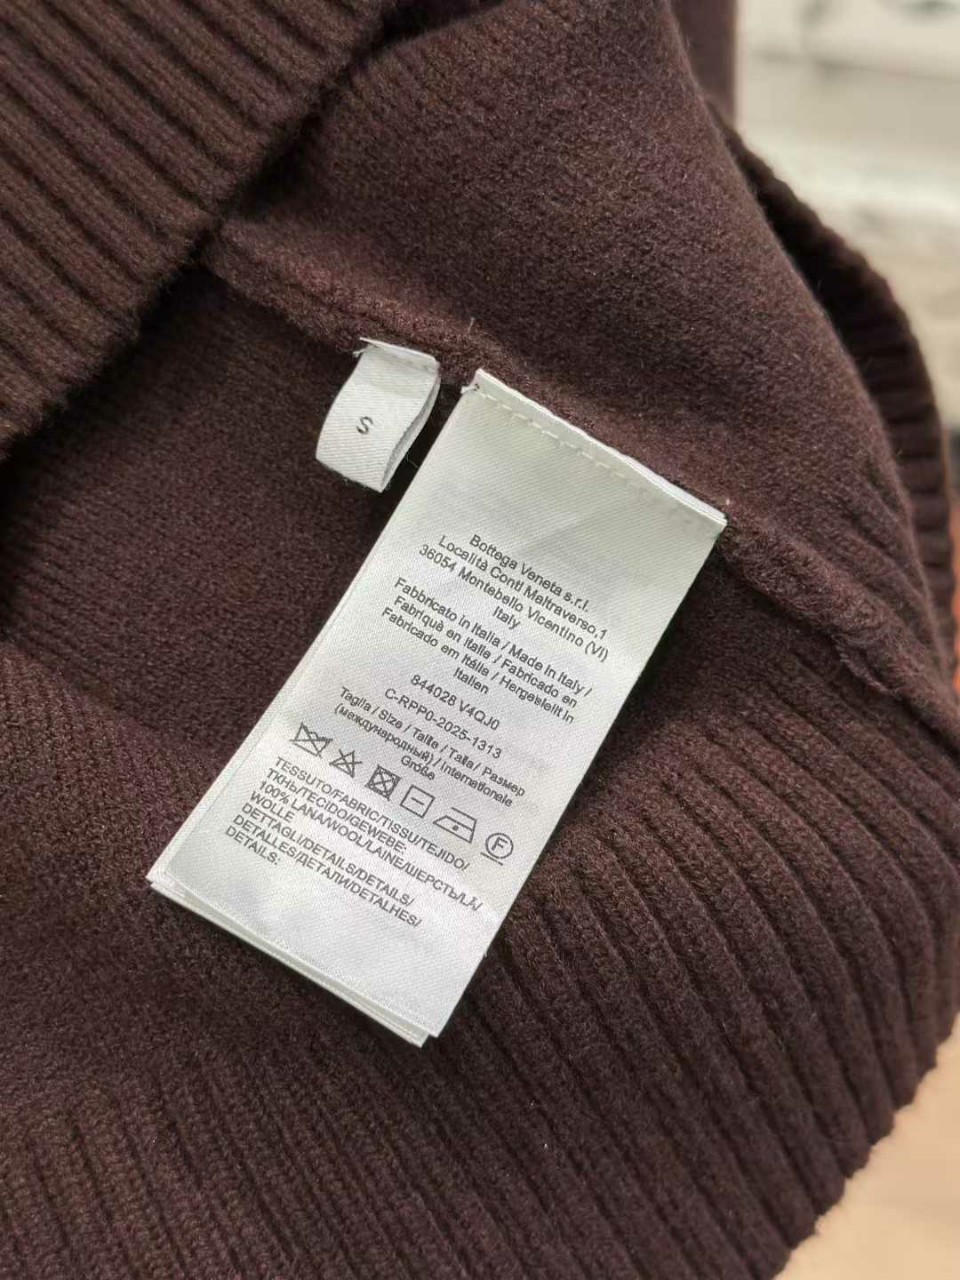 S
Bottega Veneta s.r.l.
Località Conti Maltraverso,1
36054 Montebello Vicentino (VI)
Italy
Fabbricato in Italia / Made in Italy /
Fabriqué en Italie / Fabricado en
Fabricado em Itália / Hergestellt in
Italien
844028 V4QJ0
C-RPP0-2025-1313
Taglia / Size / Taille / Talla / Размер
(международный) / Internationale
Größe
F
TESSUTO/FABRIC/TISSU/TEJIDO/
ТКНЬ/TECIDO/GEWEBE:
100% LANA/WOOL/LAINE/ШЕРСТЬ/LÃ/
WOLLE
DETTAGLI/DETAILS/DETAILS/
DETALLES/ДЕТАЛИ/DETALHES/
DETAILS: